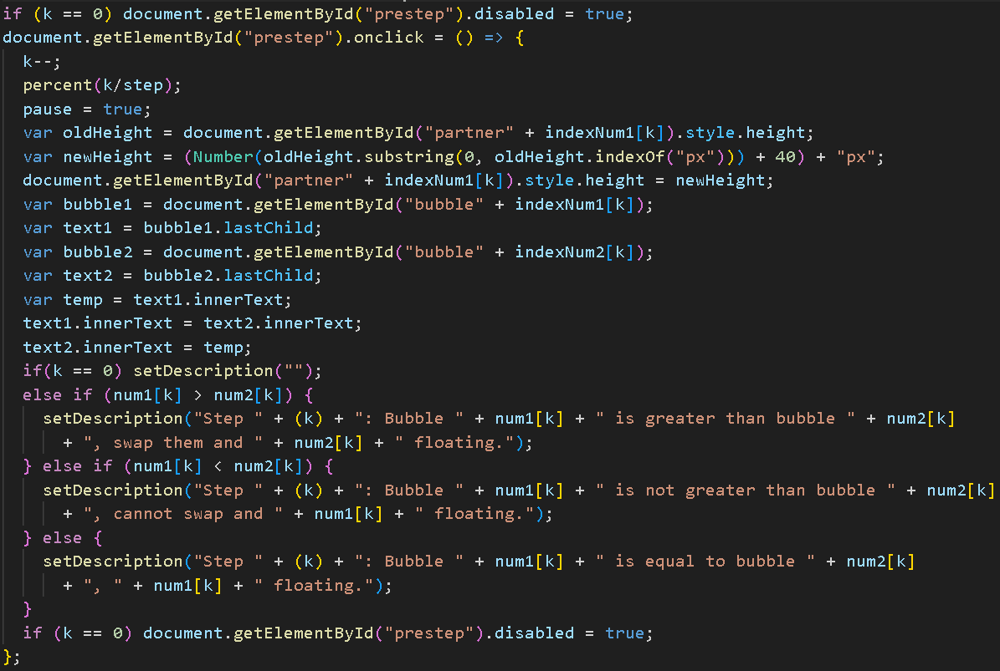 if (k == 0) document.getElementById("prestep").disabled = true;
document.getElementById("prestep").onclick = () => {
  k--;
  percent(k/step);
  pause = true;
  var oldHeight = document.getElementById("partner" + indexNum1[k]).style.height;
  var newHeight = (Number(oldHeight.substring(0, oldHeight.indexOf("px"))) + 40) + "px";
  document.getElementById("partner" + indexNum1[k]).style.height = newHeight;
  var bubble1 = document.getElementById("bubble" + indexNum1[k]);
  var text1 = bubble1.lastChild;
  var bubble2 = document.getElementById("bubble" + indexNum2[k]);
  var text2 = bubble2.lastChild;
  var temp = text1.innerText;
  text1.innerText = text2.innerText;
  text2.innerText = temp;
  if(k == 0) setDescription("");
  else if (num1[k] > num2[k]) {
    setDescription("Step " + (k) + ": Bubble " + num1[k] + " is greater than bubble " + num2[k]
      + ", swap them and " + num2[k] + " floating.");
  } else if (num1[k] < num2[k]) {
    setDescription("Step " + (k) + ": Bubble " + num1[k] + " is not greater than bubble " + num2[k]
      + ", cannot swap and " + num1[k] + " floating.");
  } else {
    setDescription("Step " + (k) + ": Bubble " + num1[k] + " is equal to bubble " + num2[k]
      + ", " + num1[k] + " floating.");
  }
  if (k == 0) document.getElementById("prestep").disabled = true;
};